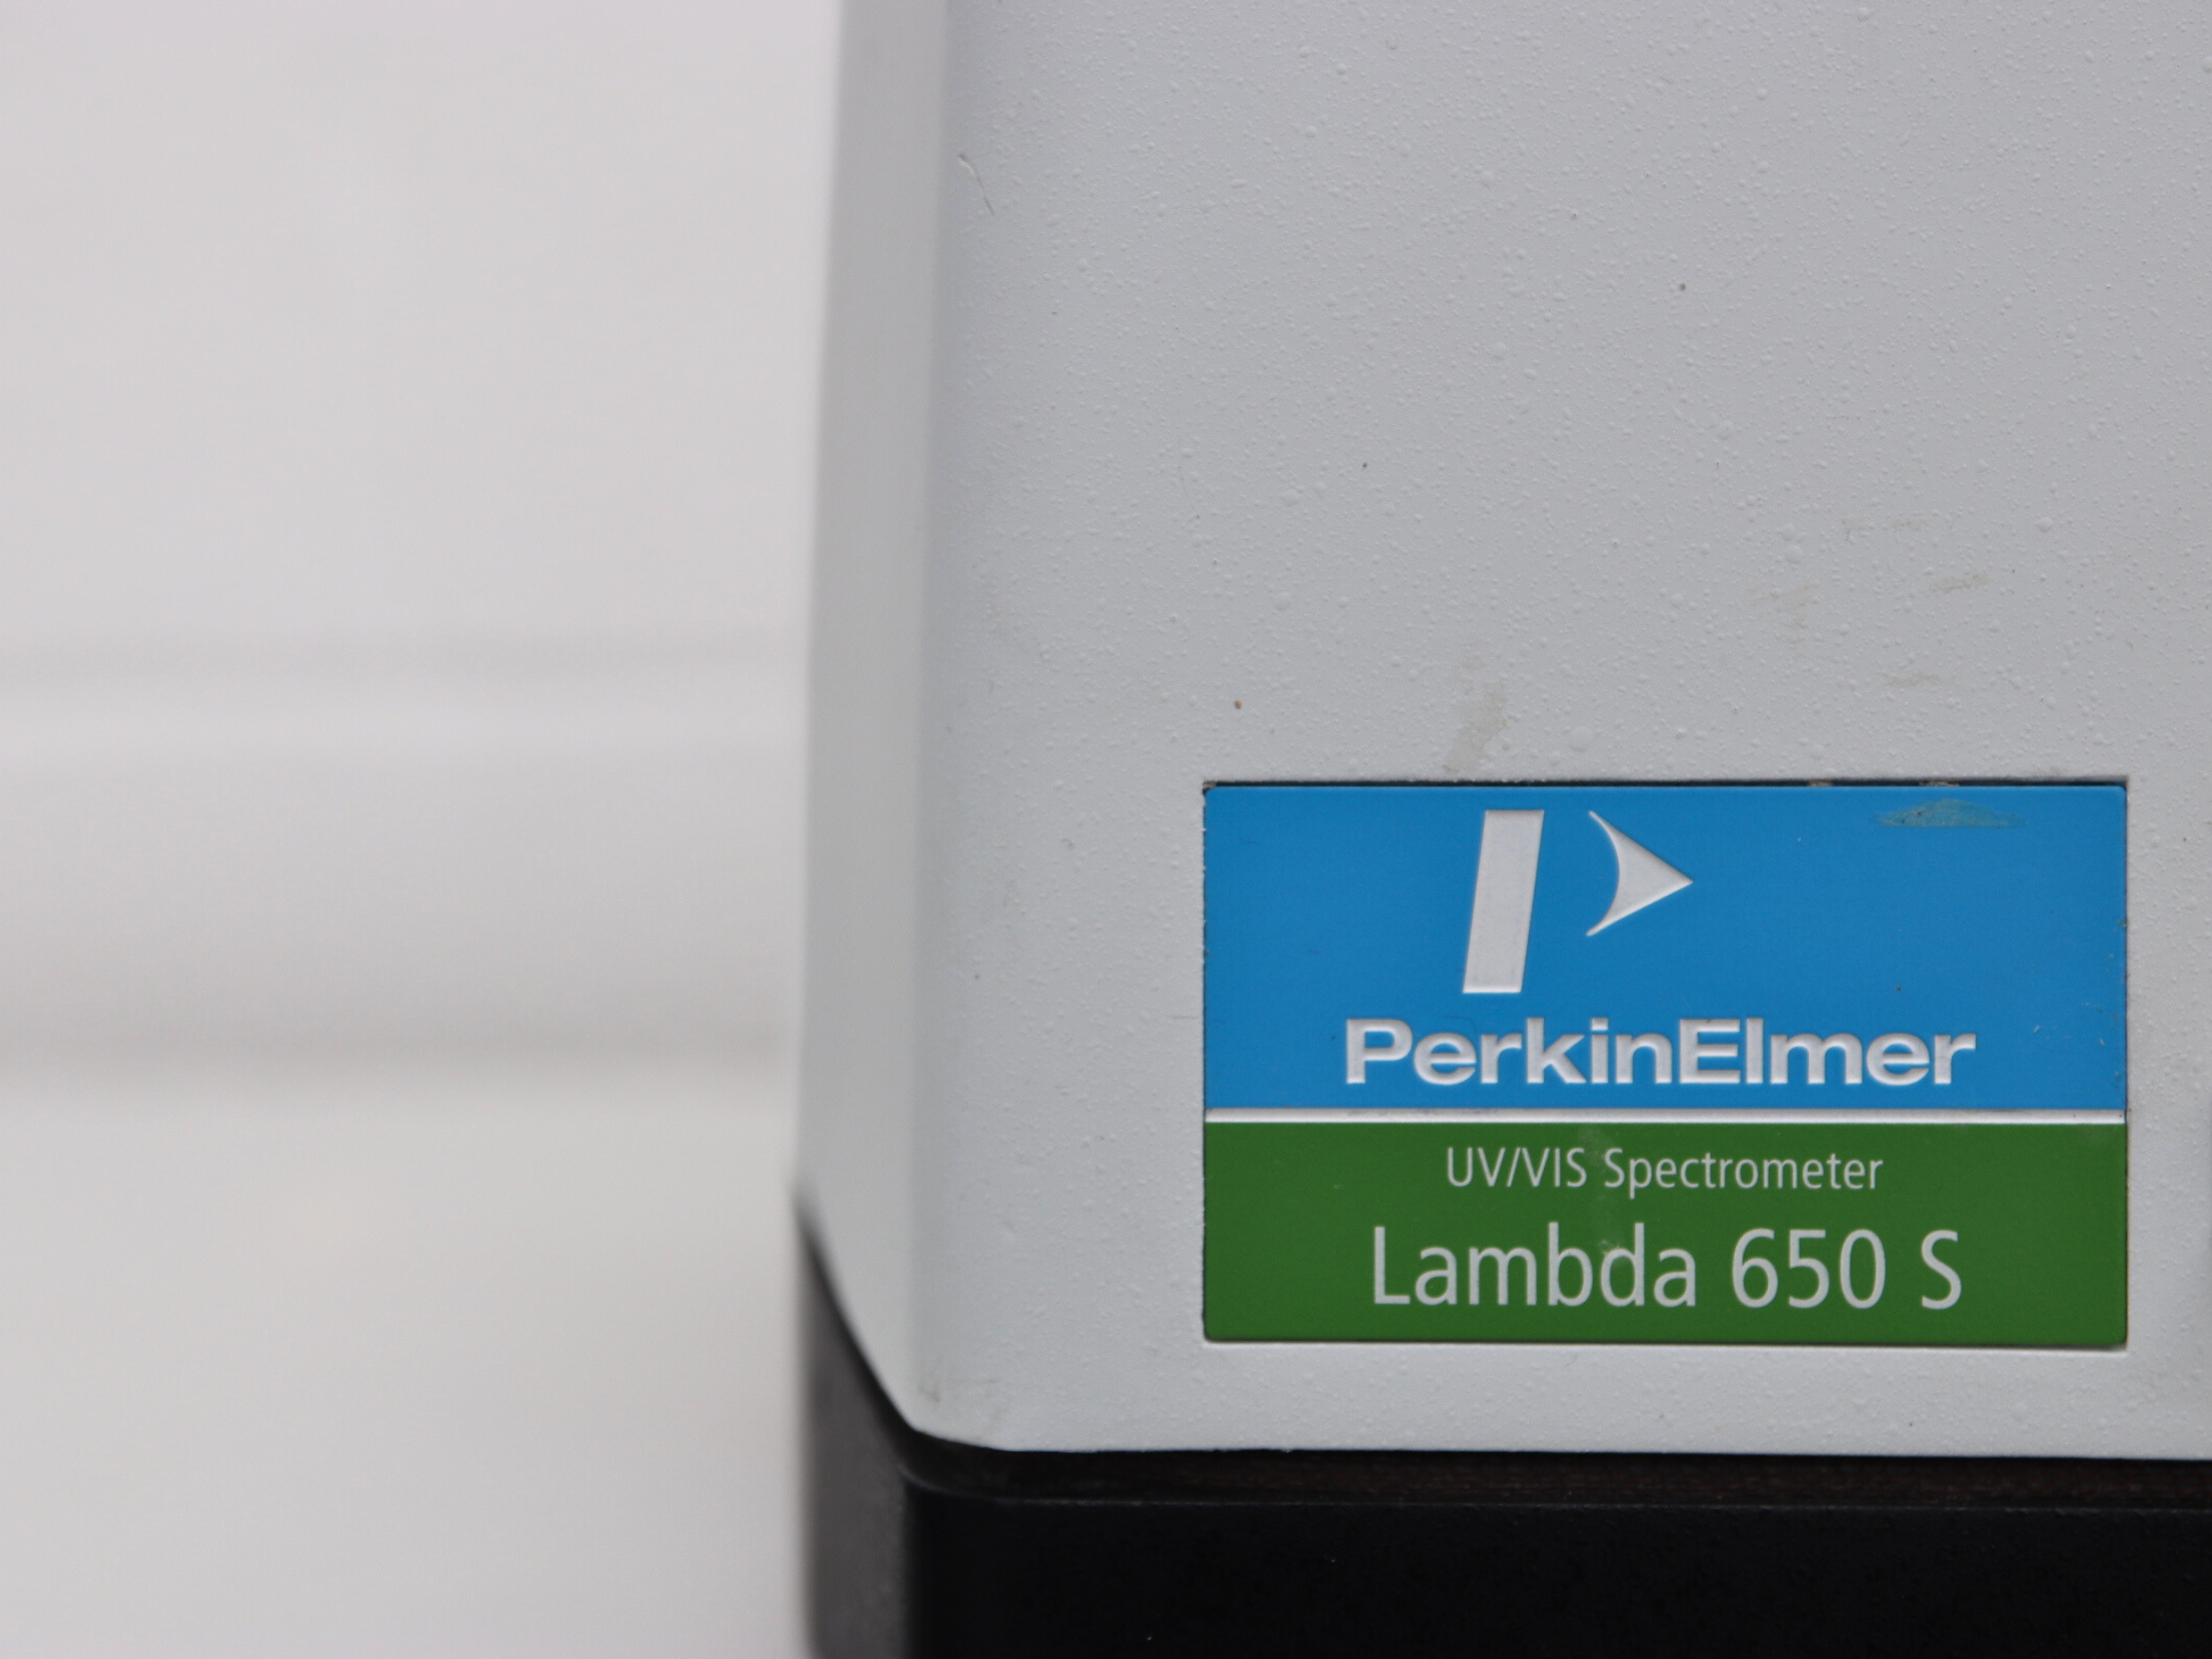 PerkinElmer
UV/VIS Spectrometer
Lambda 650 S